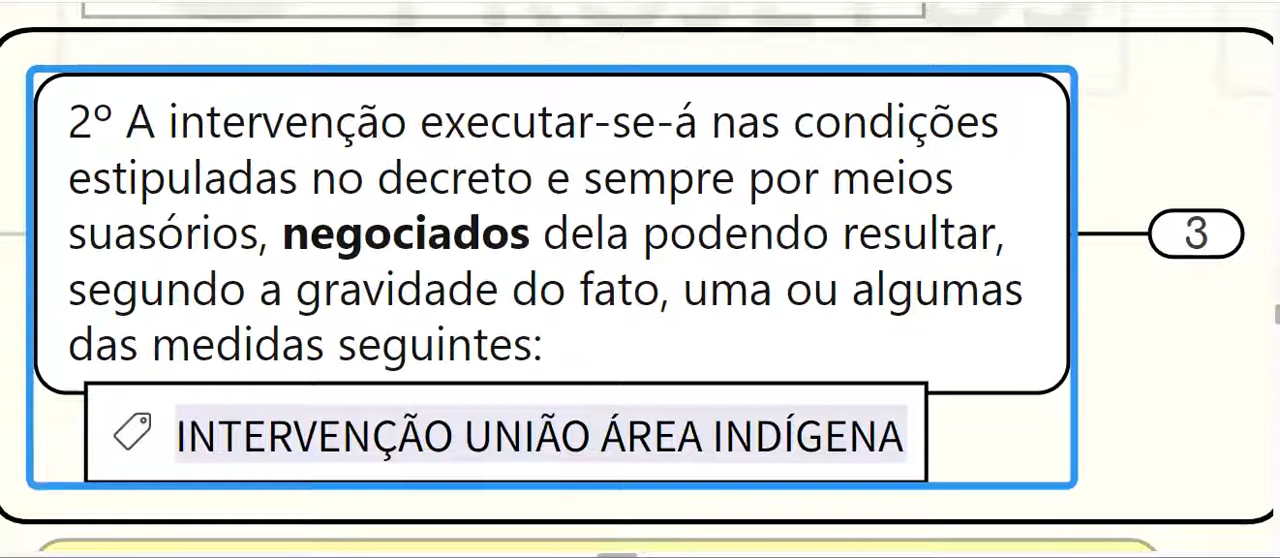 2º A intervenção executar-se-á nas condições
estipuladas no decreto e sempre por meios
suasórios, negociados dela podendo resultar,
segundo a gravidade do fato, uma ou algumas
das medidas seguintes:
3
INTERVENÇÃO UNIÃO ÁREA INDÍGENA